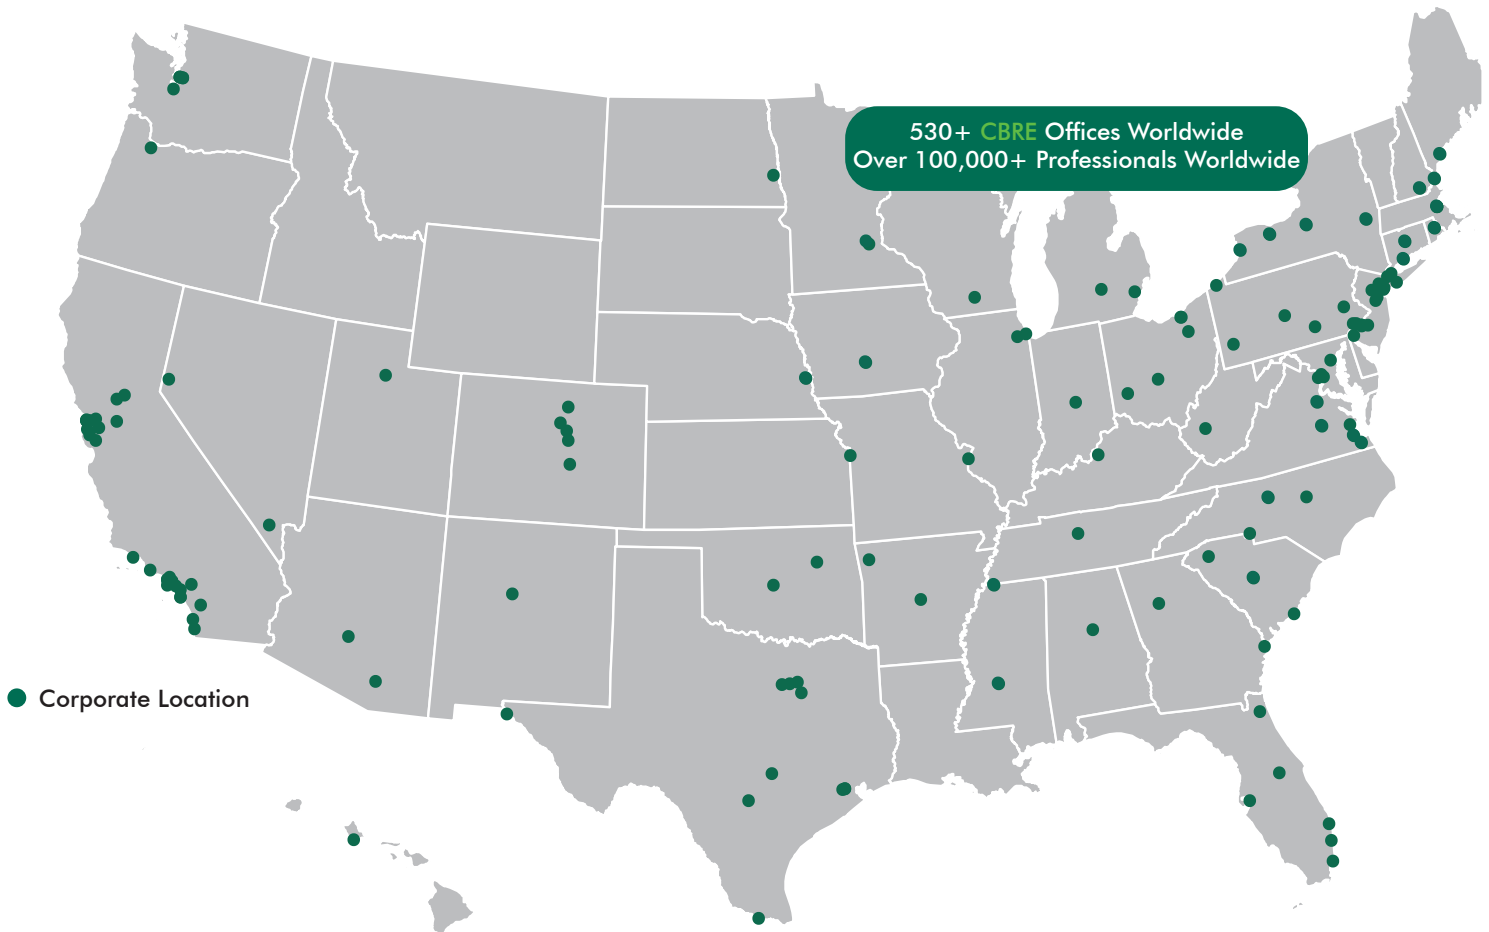 530+ CBRE Offices Worldwide
Over 100,000+ Professionals Worldwide
Corporate Location